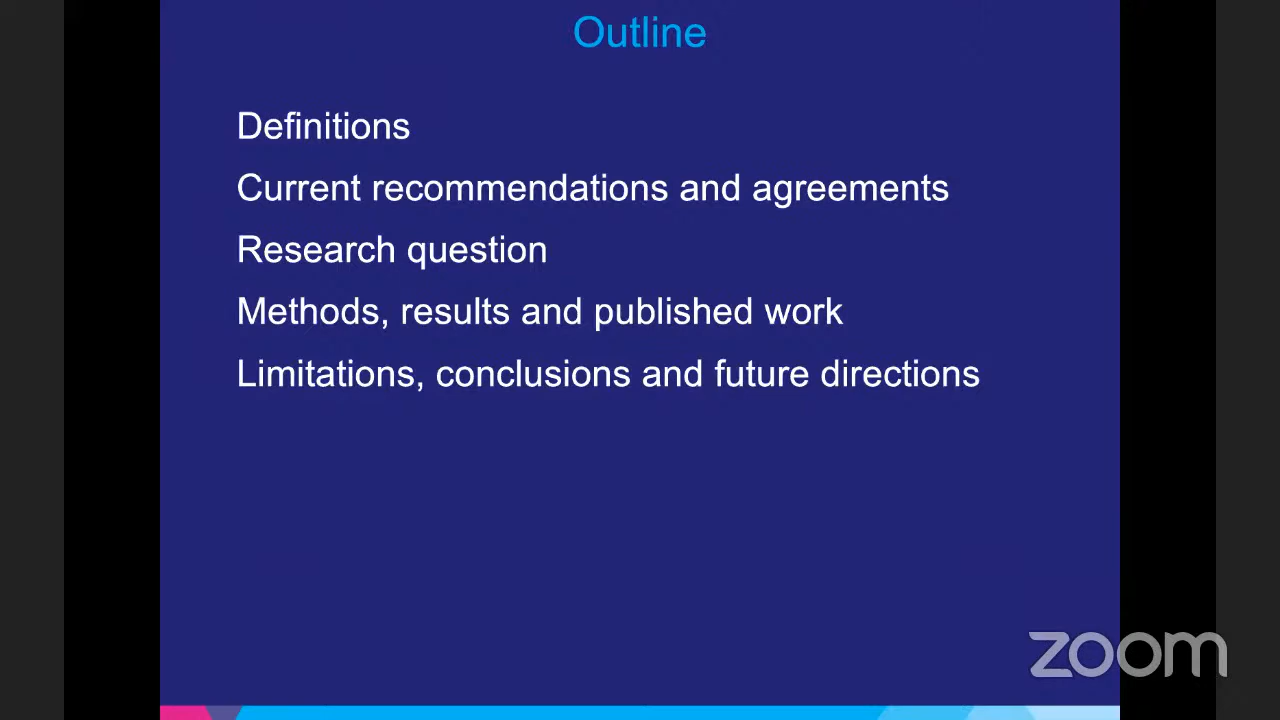 Outline
Definitions
Current recommendations and agreements
Research question
Methods, results and published work
Limitations, conclusions and future directions
zoom